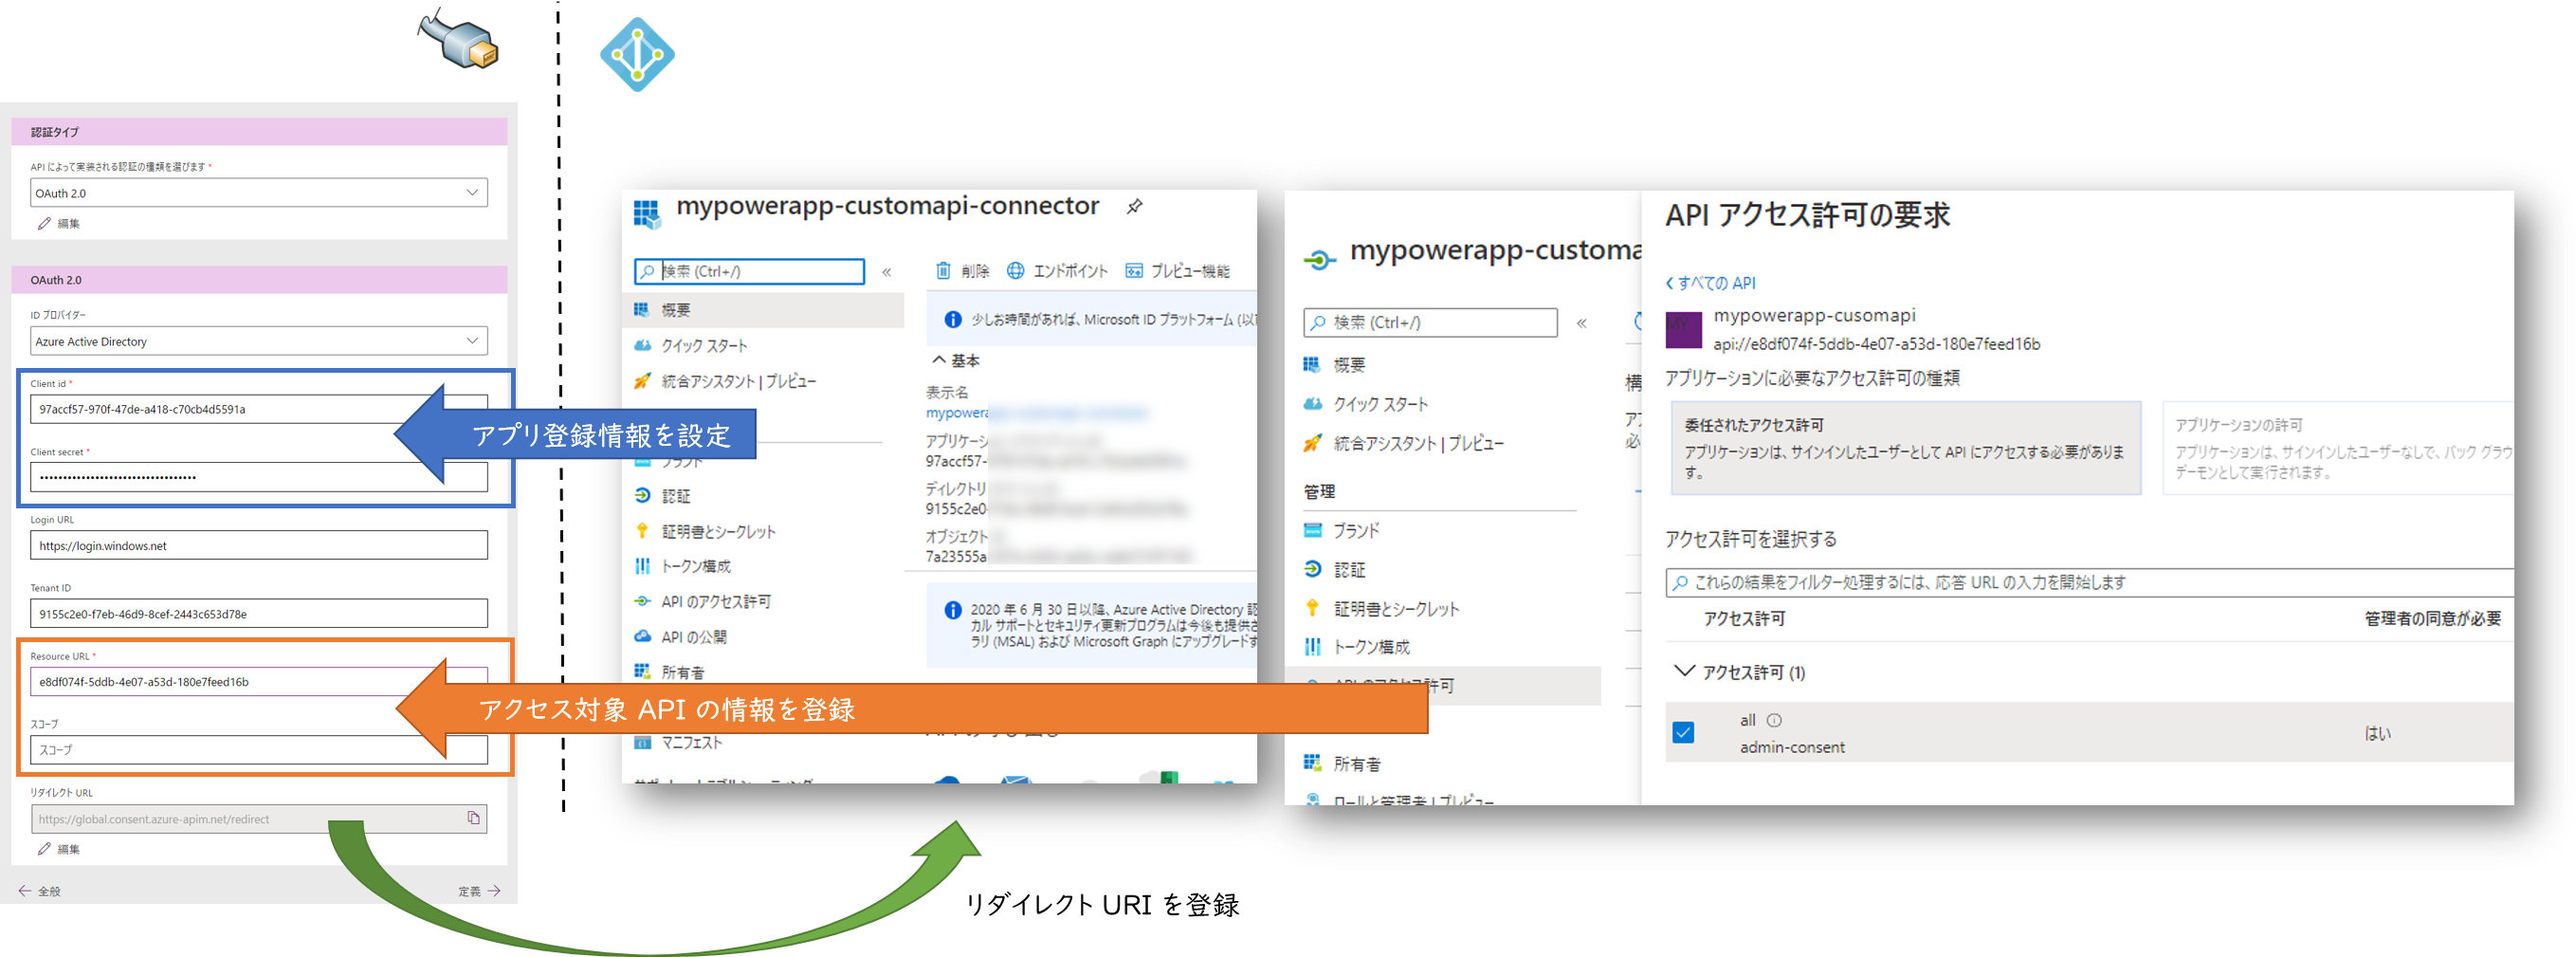 認証タイプ
API によって実装される認証の種類を選びます *
OAuth 2.0
編集
OAuth 2.0
ID プロバイダー
Azure Active Directory
Client id *
97accf57-970f-47de-a418-c70cb4d5591a
Client secret *
••••••••••••••••••••••••••••••••••
Login URL
https://login.windows.net
Tenant ID
9155c2e0-f7eb-46d9-8cef-2443c653d78e
Resource URL *
e8df074f-5ddb-4e07-a53d-180e7feed16b
スコープ
スコープ
リダイレクト URL
https://global.consent.azure-apim.net/redirect
編集
← 全般
定義 →
アプリ登録情報を設定
アクセス対象 API の情報を登録
リダイレクト URI を登録
mypowerapp-customapi-connector
検索 (Ctrl+/)
«
削除
エンドポイント
プレビュー機能
概要
クイック スタート
統合アシスタント | プレビュー
ブランド
認証
証明書とシークレット
トークン構成
API のアクセス許可
API の公開
所有者
マニフェスト
少しお時間があれば、Microsoft ID プラットフォーム (以
基本
表示名
mypowera
アプリケーシ
97accf57-
ディレクトリ
9155c2e0-
オブジェクト
7a23555a
2020 年 6 月 30 日以降、Azure Active Directory 認
カル サポートとセキュリティ更新プログラムは今後も提供さ
ラリ (MSAL) および Microsoft Graph にアップグレードす
mypowerapp-customa
検索 (Ctrl+/)
«
概要
クイック スタート
統合アシスタント | プレビュー
管理
ブランド
認証
証明書とシークレット
トークン構成
API のアクセス許可
所有者
ロールと管理者 | プレビュー
構
ア
必
API アクセス許可の要求
すべての API
MY
mypowerapp-cusomapi
api://e8df074f-5ddb-4e07-a53d-180e7feed16b
アプリケーションに必要なアクセス許可の種類
委任されたアクセス許可
アプリケーションは、サインインしたユーザーとして API にアクセスする必要がありま
す。
アプリケーションの許可
アプリケーションは、サインインしたユーザーなしで、バック グラウ
デーモンとして実行されます。
アクセス許可を選択する
これらの結果をフィルター処理するには、応答 URL の入力を開始します
アクセス許可
管理者の同意が必要
アクセス許可 (1)
all
admin-consent
はい